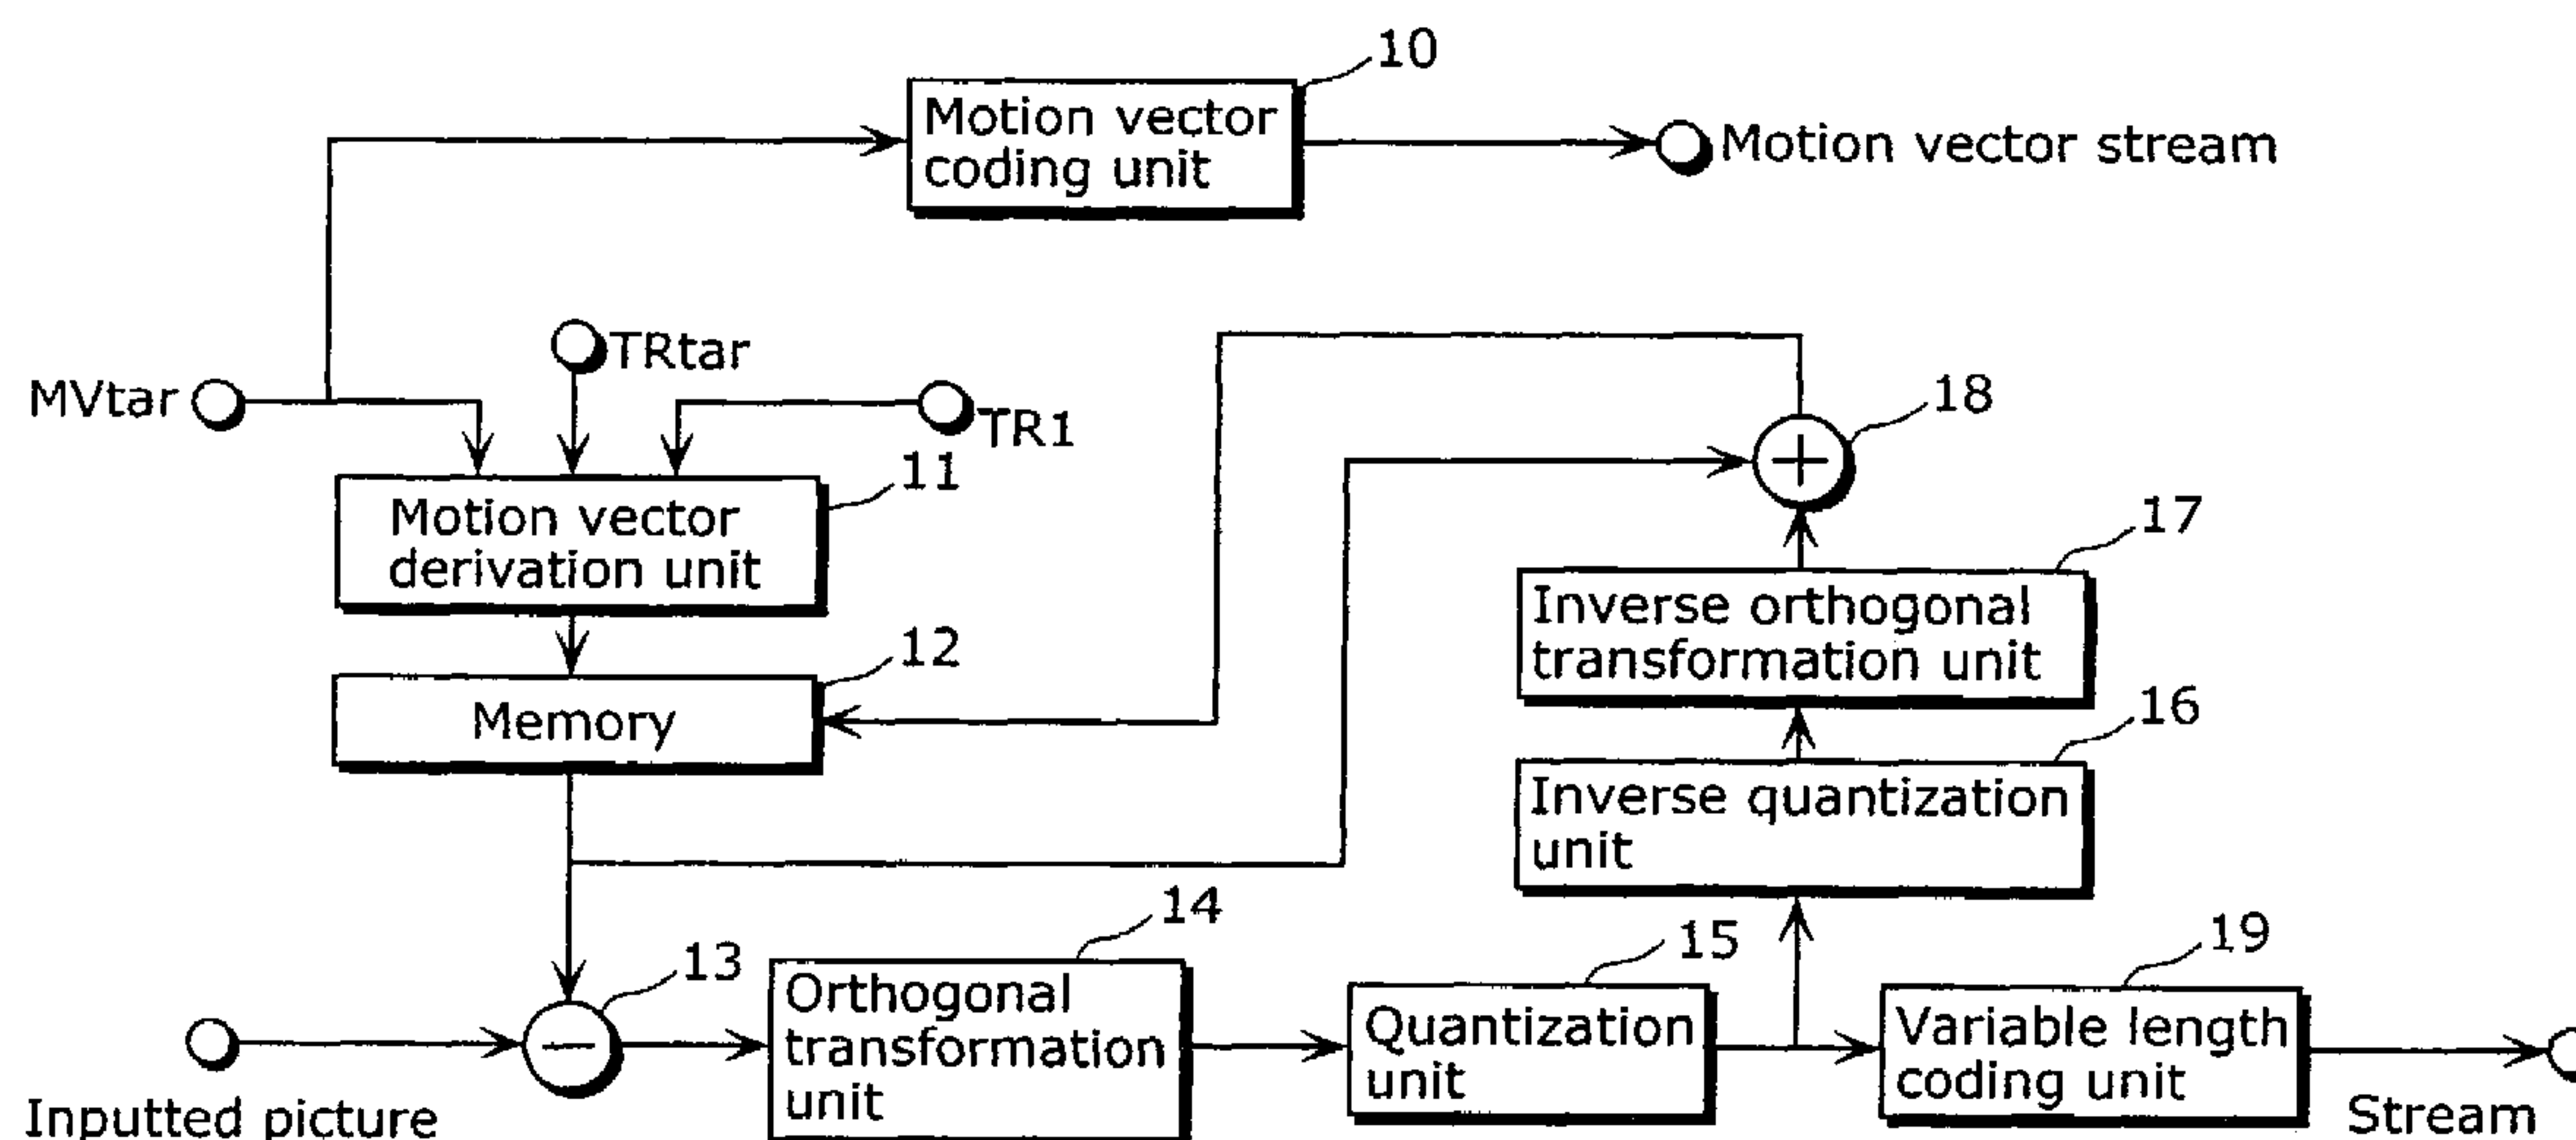 10
Motion vector
coding unit
Motion vector stream
TRtar
MVtar
TR1
18
11
Motion vector
derivation unit
17
Inverse orthogonal
transformation unit
12
Memory
16
Inverse quantization
unit
14
15
19
13
Orthogonal
transformation
unit
Quantization
unit
Variable length
coding unit
Inputted picture
Stream